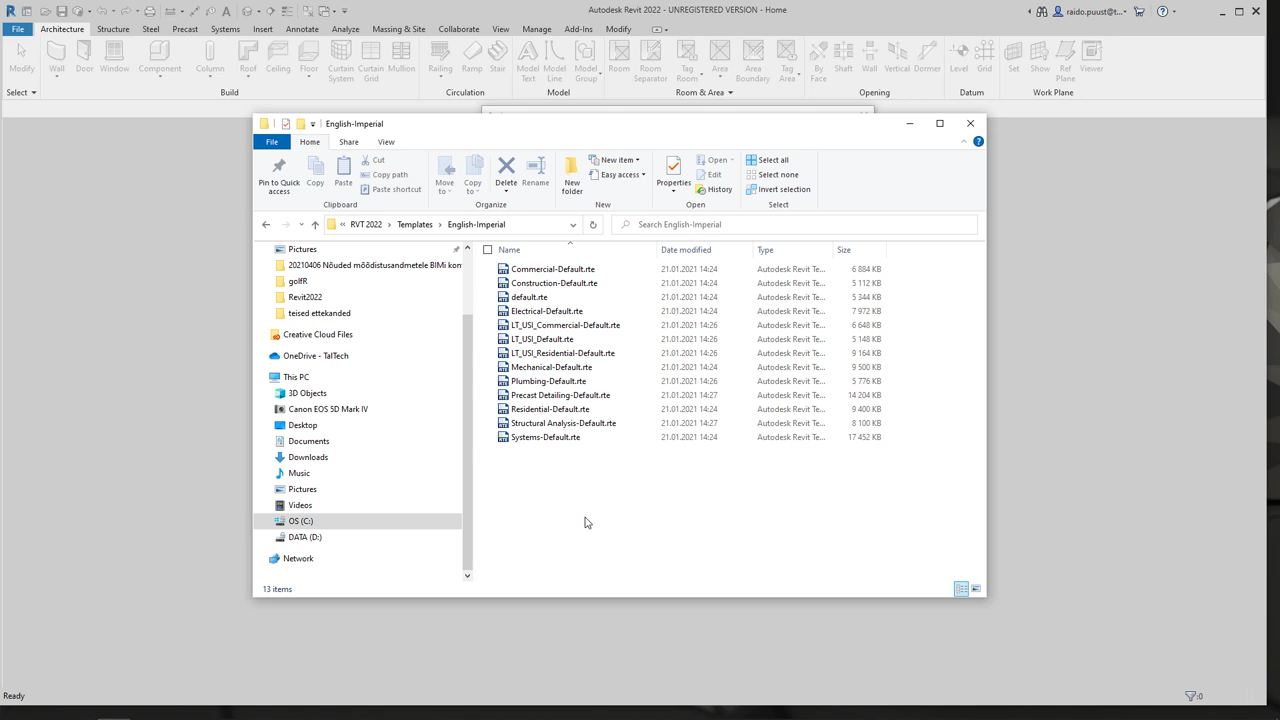 Autodesk Revit 2022 - UNREGISTERED VERSION - Home
raido.puust@t...
File Architecture Structure Steel Precast Systems Insert Annotate Analyze Massing & Site Collaborate View Manage Add-Ins Modify
Modify Wall Door Window Component Column Roof Ceiling Floor Curtain System Curtain Grid Mullion Railing Ramp Stair Model Text Model Line Model Group Room Room Separator Tag Room Area Area Boundary Tag Area By Face Shaft Wall Vertical Dormer Level Grid Set Show Ref Plane Viewer
Select Build Circulation Model Room & Area Opening Datum Work Plane
English-Imperial
File Home Share View
Pin to Quick access Copy Paste Cut Copy path Paste shortcut Move to Copy to Delete Rename New folder New item Easy access Properties Open Edit History Select all Select none Invert selection
Clipboard Organize New Open Select
« RVT 2022 Templates English-Imperial Search English-Imperial
Name Date modified Type Size
Pictures
20210406 Nõuded mõõdistusandmetele BIMi kon
golfR
Revit2022
teised ettekanded
Creative Cloud Files
OneDrive - TalTech
This PC
3D Objects
Canon EOS 5D Mark IV
Desktop
Documents
Downloads
Music
Pictures
Videos
OS (C:)
DATA (D:)
Network
Commercial-Default.rte 21.01.2021 14:24 Autodesk Revit Te... 6 884 KB
Construction-Default.rte 21.01.2021 14:24 Autodesk Revit Te... 5 112 KB
default.rte 21.01.2021 14:24 Autodesk Revit Te... 5 344 KB
Electrical-Default.rte 21.01.2021 14:24 Autodesk Revit Te... 7 972 KB
LT_USI_Commercial-Default.rte 21.01.2021 14:26 Autodesk Revit Te... 6 648 KB
LT_USI_Default.rte 21.01.2021 14:26 Autodesk Revit Te... 5 148 KB
LT_USI_Residential-Default.rte 21.01.2021 14:26 Autodesk Revit Te... 9 164 KB
Mechanical-Default.rte 21.01.2021 14:24 Autodesk Revit Te... 9 500 KB
Plumbing-Default.rte 21.01.2021 14:26 Autodesk Revit Te... 5 776 KB
Precast Detailing-Default.rte 21.01.2021 14:27 Autodesk Revit Te... 14 204 KB
Residential-Default.rte 21.01.2021 14:24 Autodesk Revit Te... 9 400 KB
Structural Analysis-Default.rte 21.01.2021 14:27 Autodesk Revit Te... 8 100 KB
Systems-Default.rte 21.01.2021 14:24 Autodesk Revit Te... 17 452 KB
13 items
Ready
:0